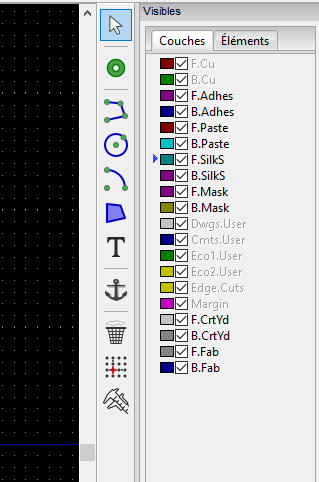 Visibles
Couches Éléments
F.Cu
B.Cu
F.Adhes
B.Adhes
F.Paste
B.Paste
F.SilkS
B.SilkS
F.Mask
B.Mask
Dwgs.User
Cmts.User
Eco1.User
Eco2.User
Edge.Cuts
Margin
F.CrtYd
B.CrtYd
F.Fab
B.Fab
T